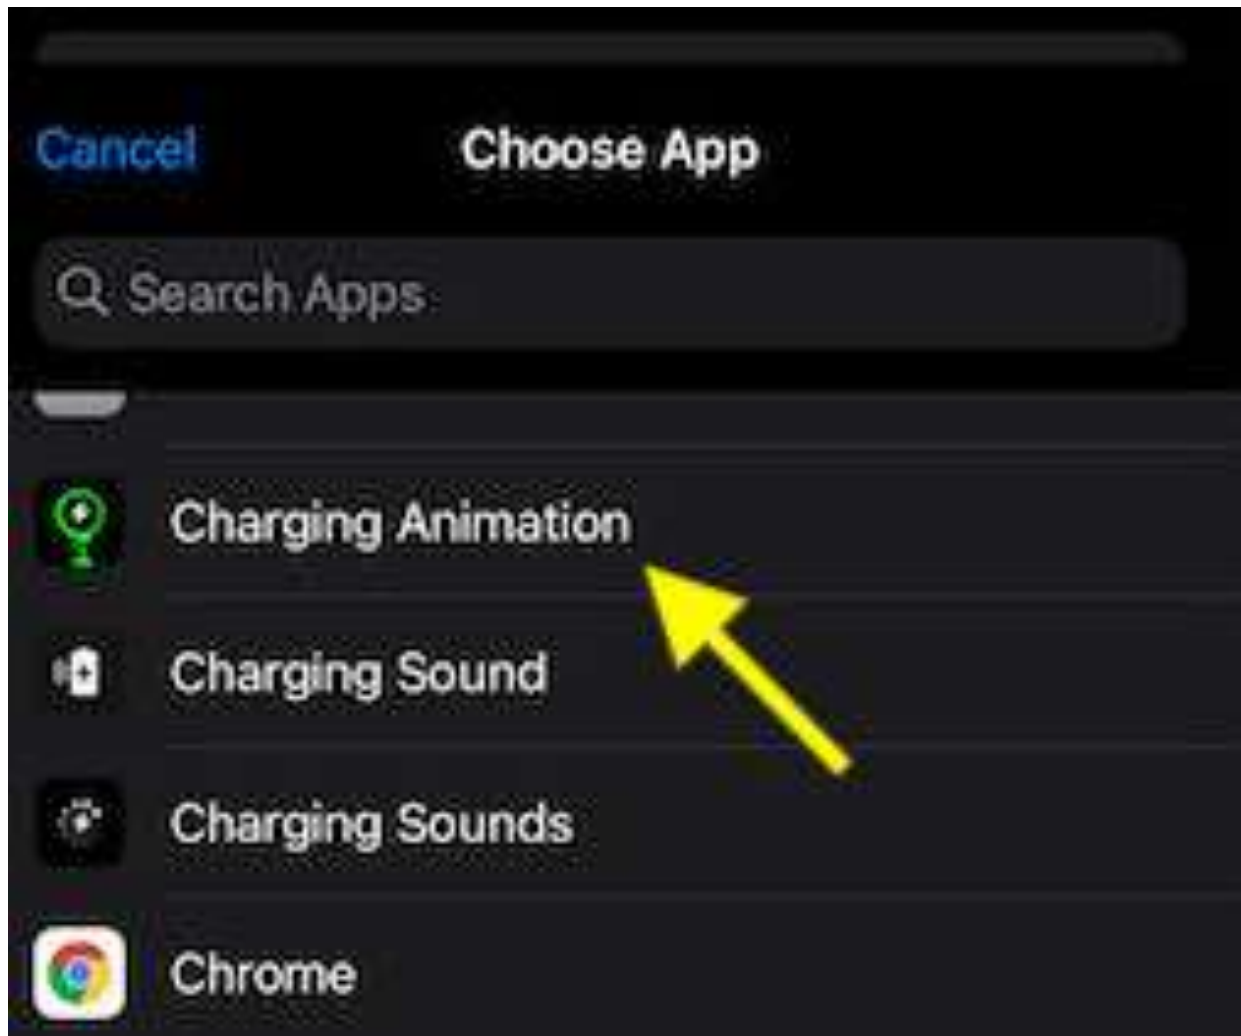 Cancel
Choose App
Search Apps
Charging Animation
Charging Sound
Charging Sounds
Chrome